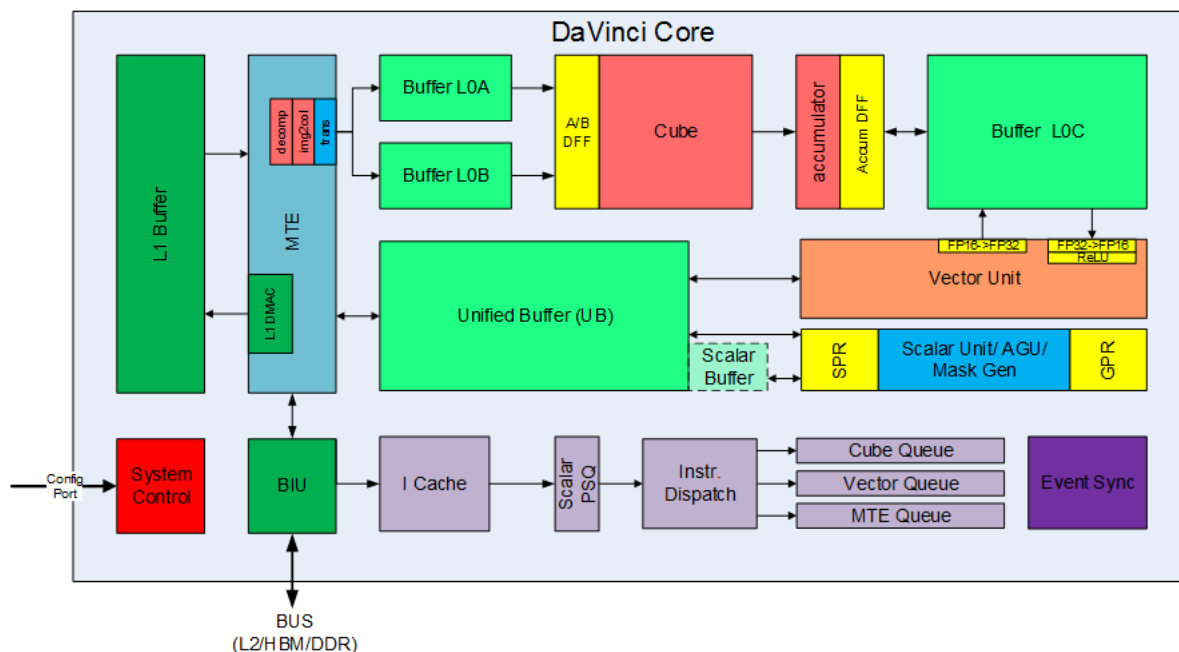 DaVinci Core
L1 Buffer
MTE
decomp
img2col
trans
L1 DMAC
Buffer L0A
Buffer L0B
A/B
DFF
Cube
accumulator
Accum DFF
Buffer L0C
FP16->FP32
FP32->FP16
ReLU
Vector Unit
Unified Buffer (UB)
Scalar
Buffer
SPR
Scalar Unit/ AGU/
Mask Gen
GPR
Config
Port
System
Control
BIU
I Cache
Scalar
PSQ
Instr.
Dispatch
Cube Queue
Vector Queue
MTE Queue
Event Sync
BUS
(L2/HBM/DDR)